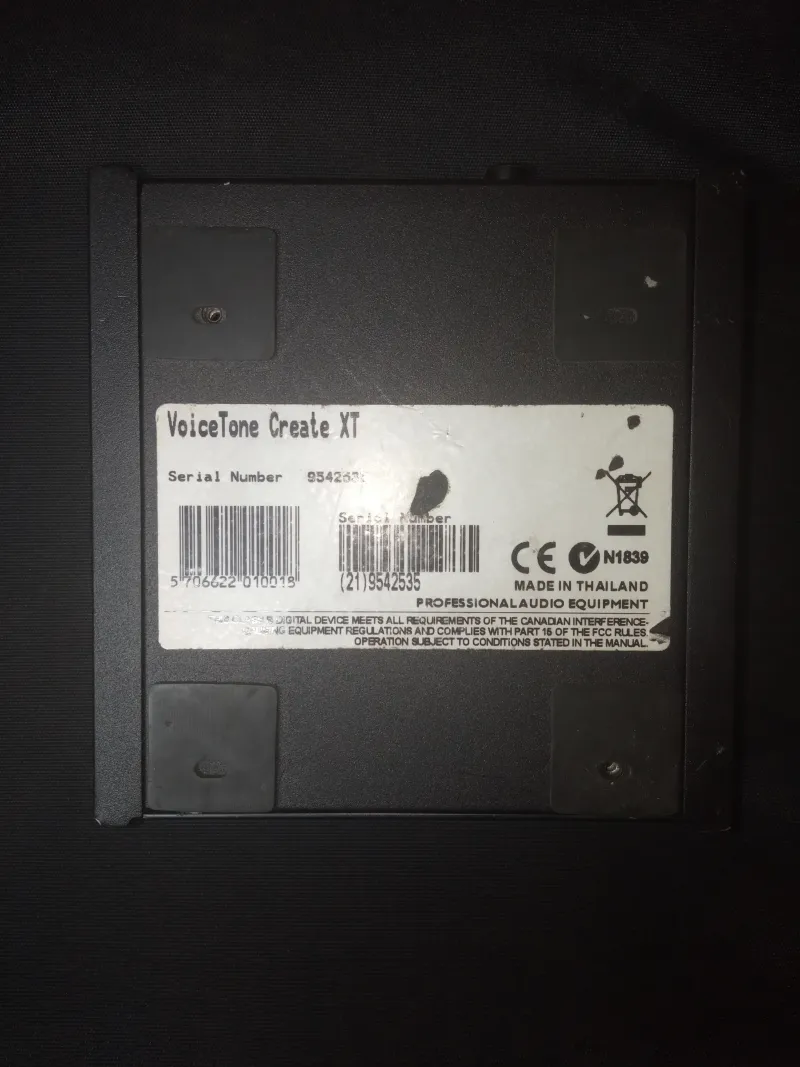 VoiceTone Create XT
Serial Number
Serial Number
5 706622 010018
(21)9542535
CE
N1839
MADE IN THAILAND
PROFESSIONAL AUDIO EQUIPMENT
DIGITAL DEVICE MEETS ALL REQUIREMENTS OF THE CANADIAN INTERFERENCE-
EQUIPMENT REGULATIONS AND COMPLIES WITH PART 15 OF THE FCC RULES.
OPERATION SUBJECT TO CONDITIONS STATED IN THE MANUAL.